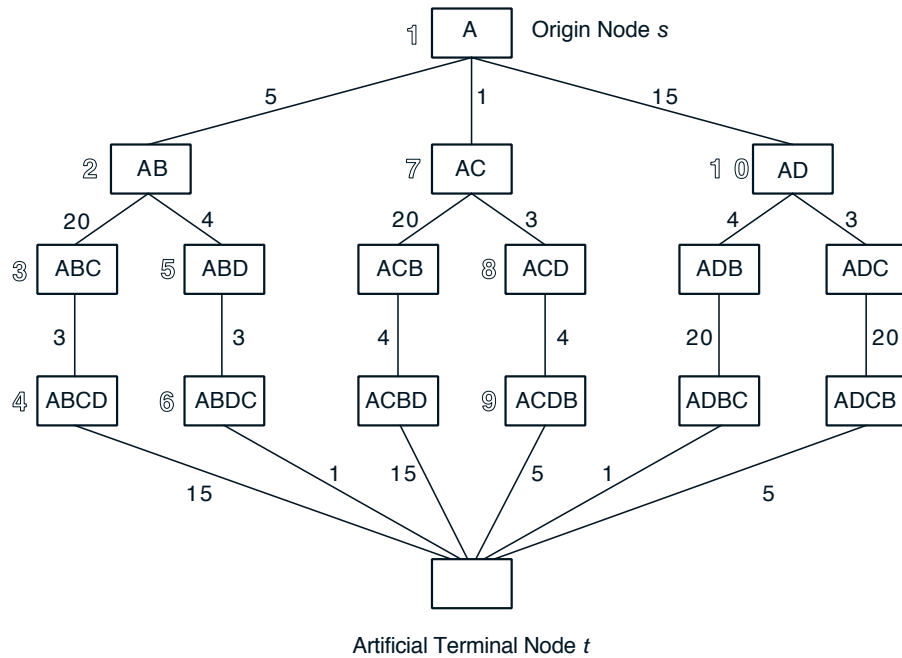 1 A Origin Node s
5 1 15
2 AB 7 AC 1 0 AD
20 4 20 3 4 3
3 ABC 5 ABD ACB 8 ACD ADB ADC
3 3 4 4 20 20
4 ABCD 6 ABDC ACBD 9 ACDB ADBC ADCB
15 1 15 5 1 5
Artificial Terminal Node t